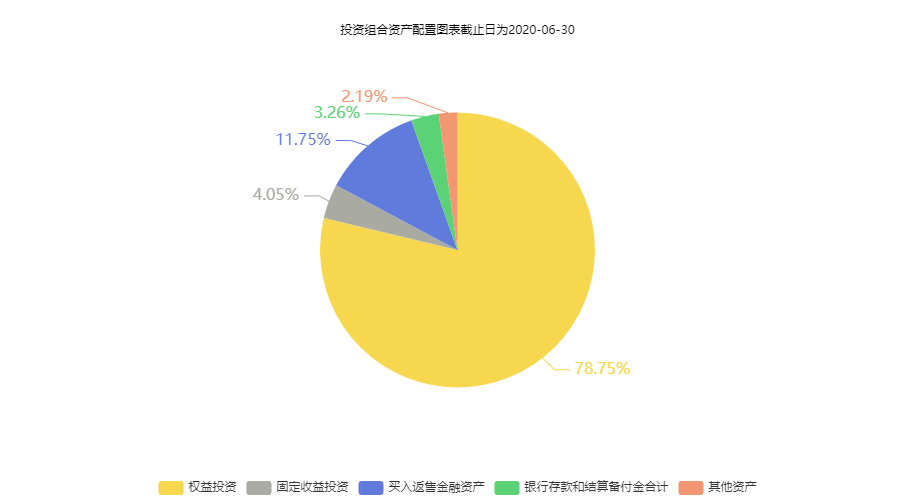 投资组合资产配置图表截止日为2020-06-30
2.19%
3.26%
11.75%
4.05%
78.75%
权益投资 固定收益投资 买入返售金融资产 银行存款和结算备付金合计 其他资产